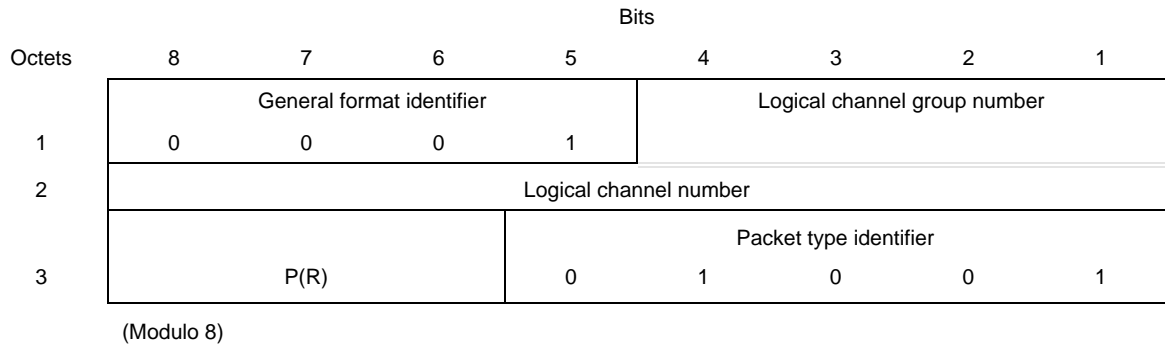 Bits
Octets 8 7 6 5 4 3 2 1
General format identifier Logical channel group number
1 0 0 0 1
2 Logical channel number
Packet type identifier
3 P(R) 0 1 0 0 1
(Modulo 8)